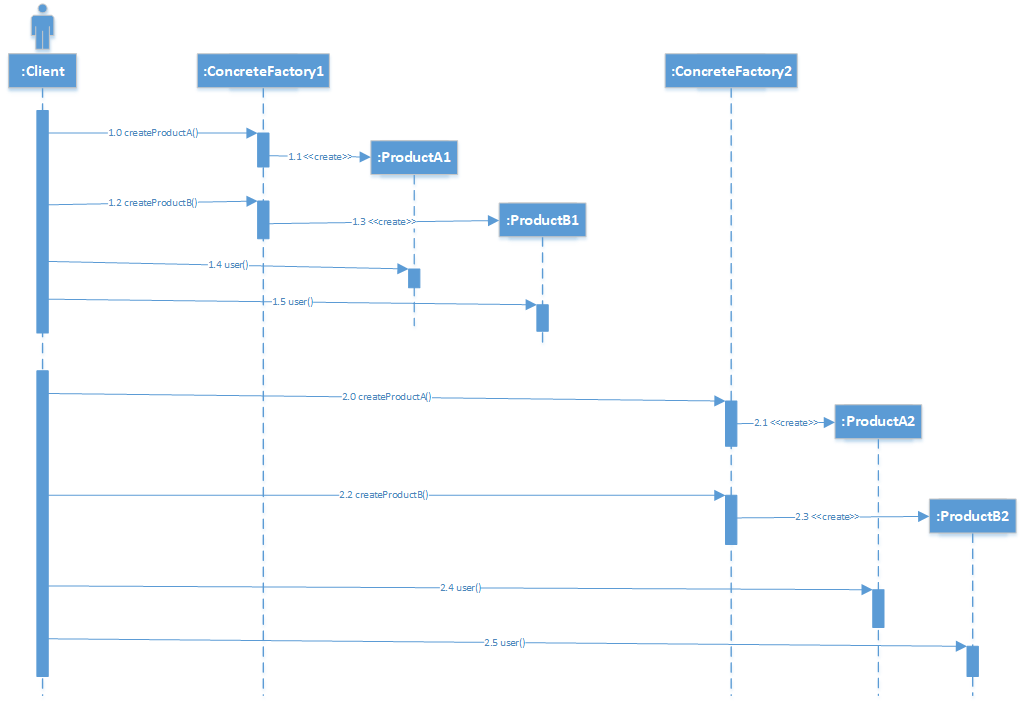 :Client
:ConcreteFactory1
:ConcreteFactory2
1.0 createProductA()
1.1 <<create>>
:ProductA1
1.2 createProductB()
1.3 <<create>>
:ProductB1
1.4 user()
1.5 user()
2.0 createProductA()
2.1 <<create>>
:ProductA2
2.2 createProductB()
2.3 <<create>>
:ProductB2
2.4 user()
2.5 user()